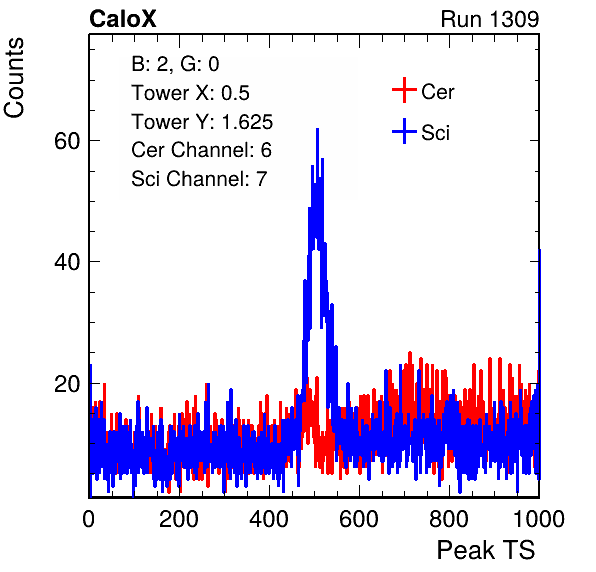 CaloX Run 1309
Counts
B: 2, G: 0
Tower X: 0.5
Tower Y: 1.625
Cer Channel: 6
Sci Channel: 7
Cer
Sci
60
40
20
0 200 400 600 800 1000
Peak TS